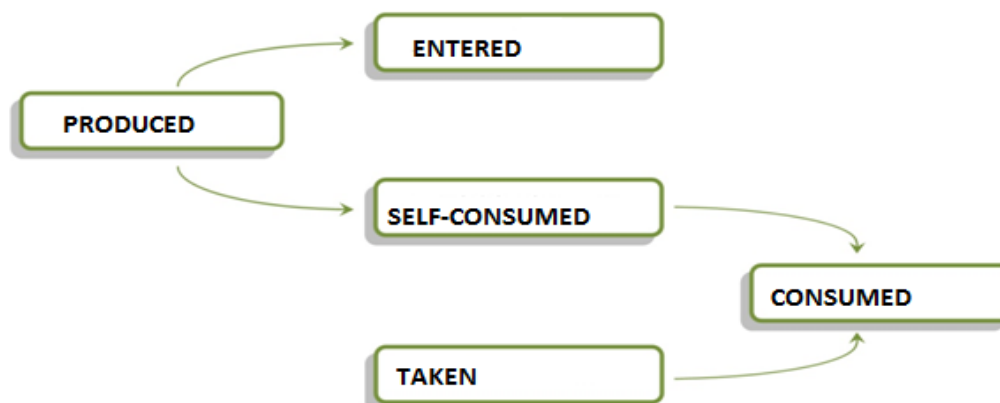 ENTERED
PRODUCED
SELF-CONSUMED
CONSUMED
TAKEN